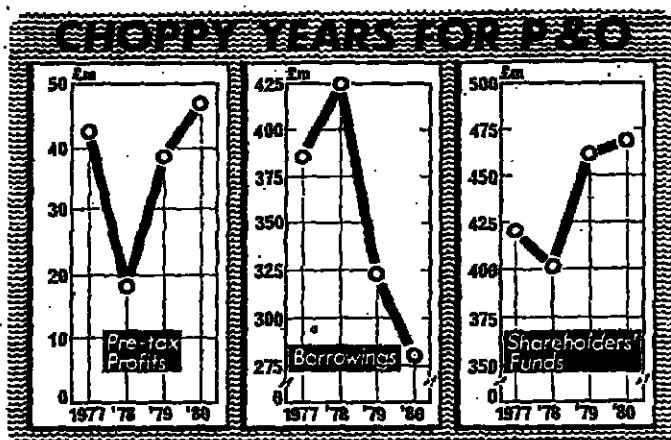 CHOPPY YEARS FOR P&O
£m
50
40
30
20
10
0
Pre-tax
Profits
1977 '78 '79 '80
£m
425
400
375
325
300
275
0
Borrowings
1977 '78 '79 '80
£m
500
475
450
425
400
375
350
0
Shareholders'
Funds
1977 '78 '79 '80